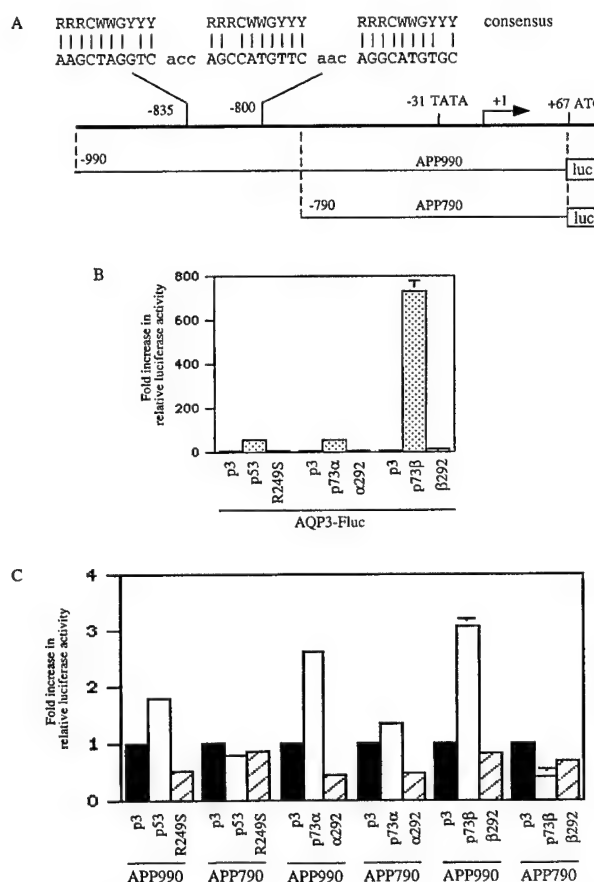 A
RRRCWWGYYY RRRCWWGYYY RRRCWWGYYY consensus
AAGCTAGGTC acc AGCCATGTTC aac AGGCATGTGC
-835 -800 -31 TATA +1 +67 ATG
-990 APP990 luc
-790 APP790 luc
B
Fold increase in
relative luciferase activity
800
600
400
200
0
p3 p53 R249S p3 p73α α292 p3 p73β β292
AQP3-Fluc
C
Fold increase in
relative luciferase activity
4
3
2
1
0
p3 p53 R249S p3 p53 R249S p3 p73α α292 p3 p73α α292 p3 p73β β292 p3 p73β β292
APP990 APP790 APP990 APP790 APP990 APP790